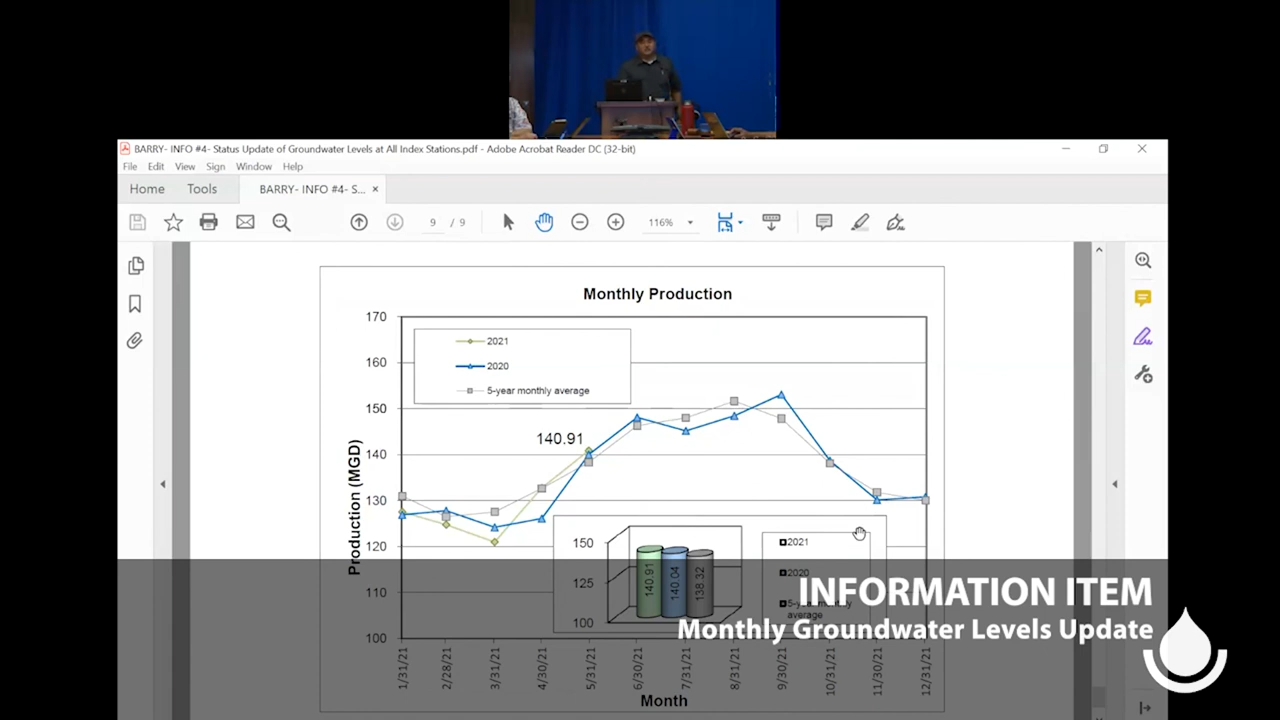 BARRY- INFO #4- Status Update of Groundwater Levels at All Index Stations.pdf - Adobe Acrobat Reader DC (32-bit)
File Edit View Sign Window Help
Home Tools BARRY- INFO #4- S... ×
9 / 9 116%
Monthly Production
170
160
150
140
130
120
110
100
Production (MGD)
2021
2020
5-year monthly average
140.91
150
125
100
140.91
140.04
138.32
2021
2020
5-year monthly
average
1/31/21
2/28/21
3/31/21
4/30/21
5/31/21
6/30/21
7/31/21
8/31/21
9/30/21
10/31/21
11/30/21
12/31/21
Month
INFORMATION ITEM
Monthly Groundwater Levels Update